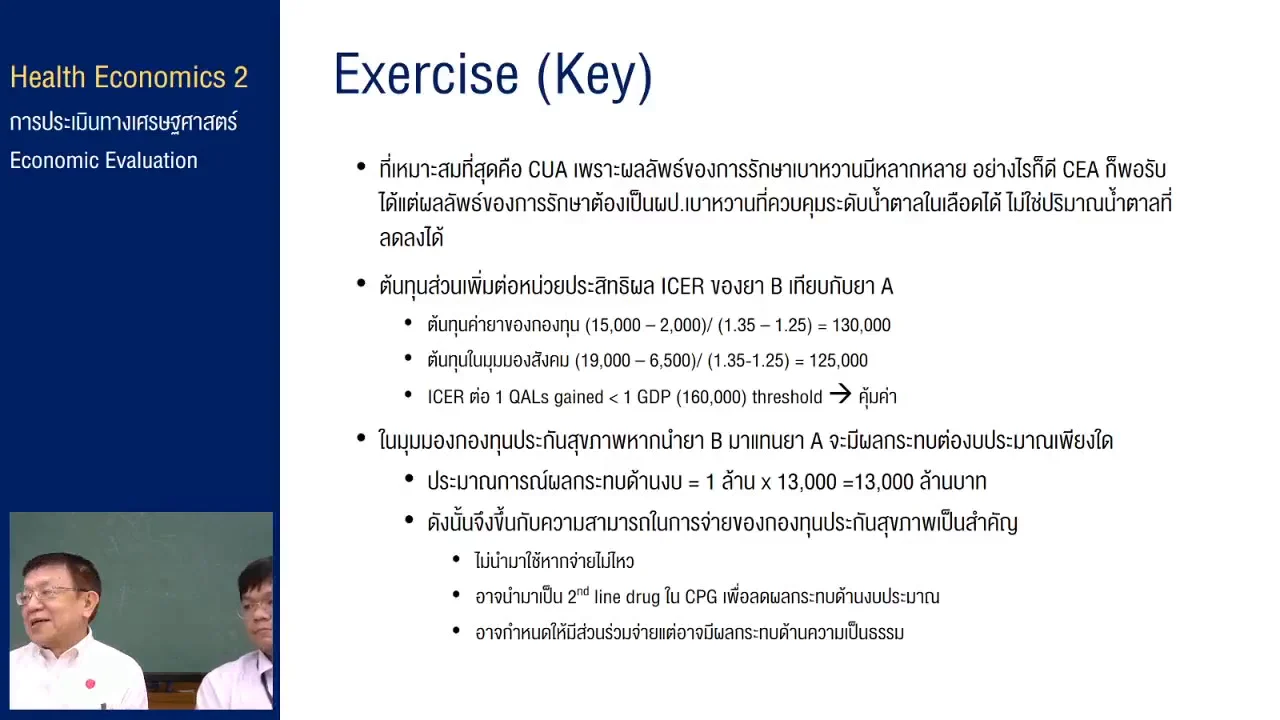 Health Economics 2
การประเมินทางเศรษฐศาสตร์
Economic Evaluation
Exercise (Key)
• ที่เหมาะสมที่สุดคือ CUA เพราะผลลัพธ์ของการรักษาเบาหวานมีหลากหลาย อย่างไรก็ดี CEA ก็พอรับ
ได้แต่ผลลัพธ์ของการรักษาต้องเป็นผป.เบาหวานที่ควบคุมระดับน้ำตาลในเลือดได้ ไม่ใช่ปริมาณน้ำตาลที่
ลดลงได้
• ต้นทุนส่วนเพิ่มต่อหน่วยประสิทธิผล ICER ของยา B เทียบกับยา A
• ต้นทุนค่ายาของกองทุน (15,000 – 2,000)/ (1.35 – 1.25) = 130,000
• ต้นทุนในมุมมองสังคม (19,000 – 6,500)/ (1.35-1.25) = 125,000
• ICER ต่อ 1 QALs gained < 1 GDP (160,000) threshold → คุ้มค่า
• ในมุมมองกองทุนประกันสุขภาพหากนำยา B มาแทนยา A จะมีผลกระทบต่องบประมาณเพียงใด
• ประมาณการณ์ผลกระทบด้านงบ = 1 ล้าน x 13,000 =13,000 ล้านบาท
• ดังนั้นจึงขึ้นกับความสามารถในการจ่ายของกองทุนประกันสุขภาพเป็นสำคัญ
• ไม่นำมาใช้หากจ่ายไม่ไหว
• อาจนำมาเป็น 2nd line drug ใน CPG เพื่อลดผลกระทบด้านงบประมาณ
• อาจกำหนดให้มีส่วนร่วมจ่ายแต่อาจมีผลกระทบด้านความเป็นธรรม